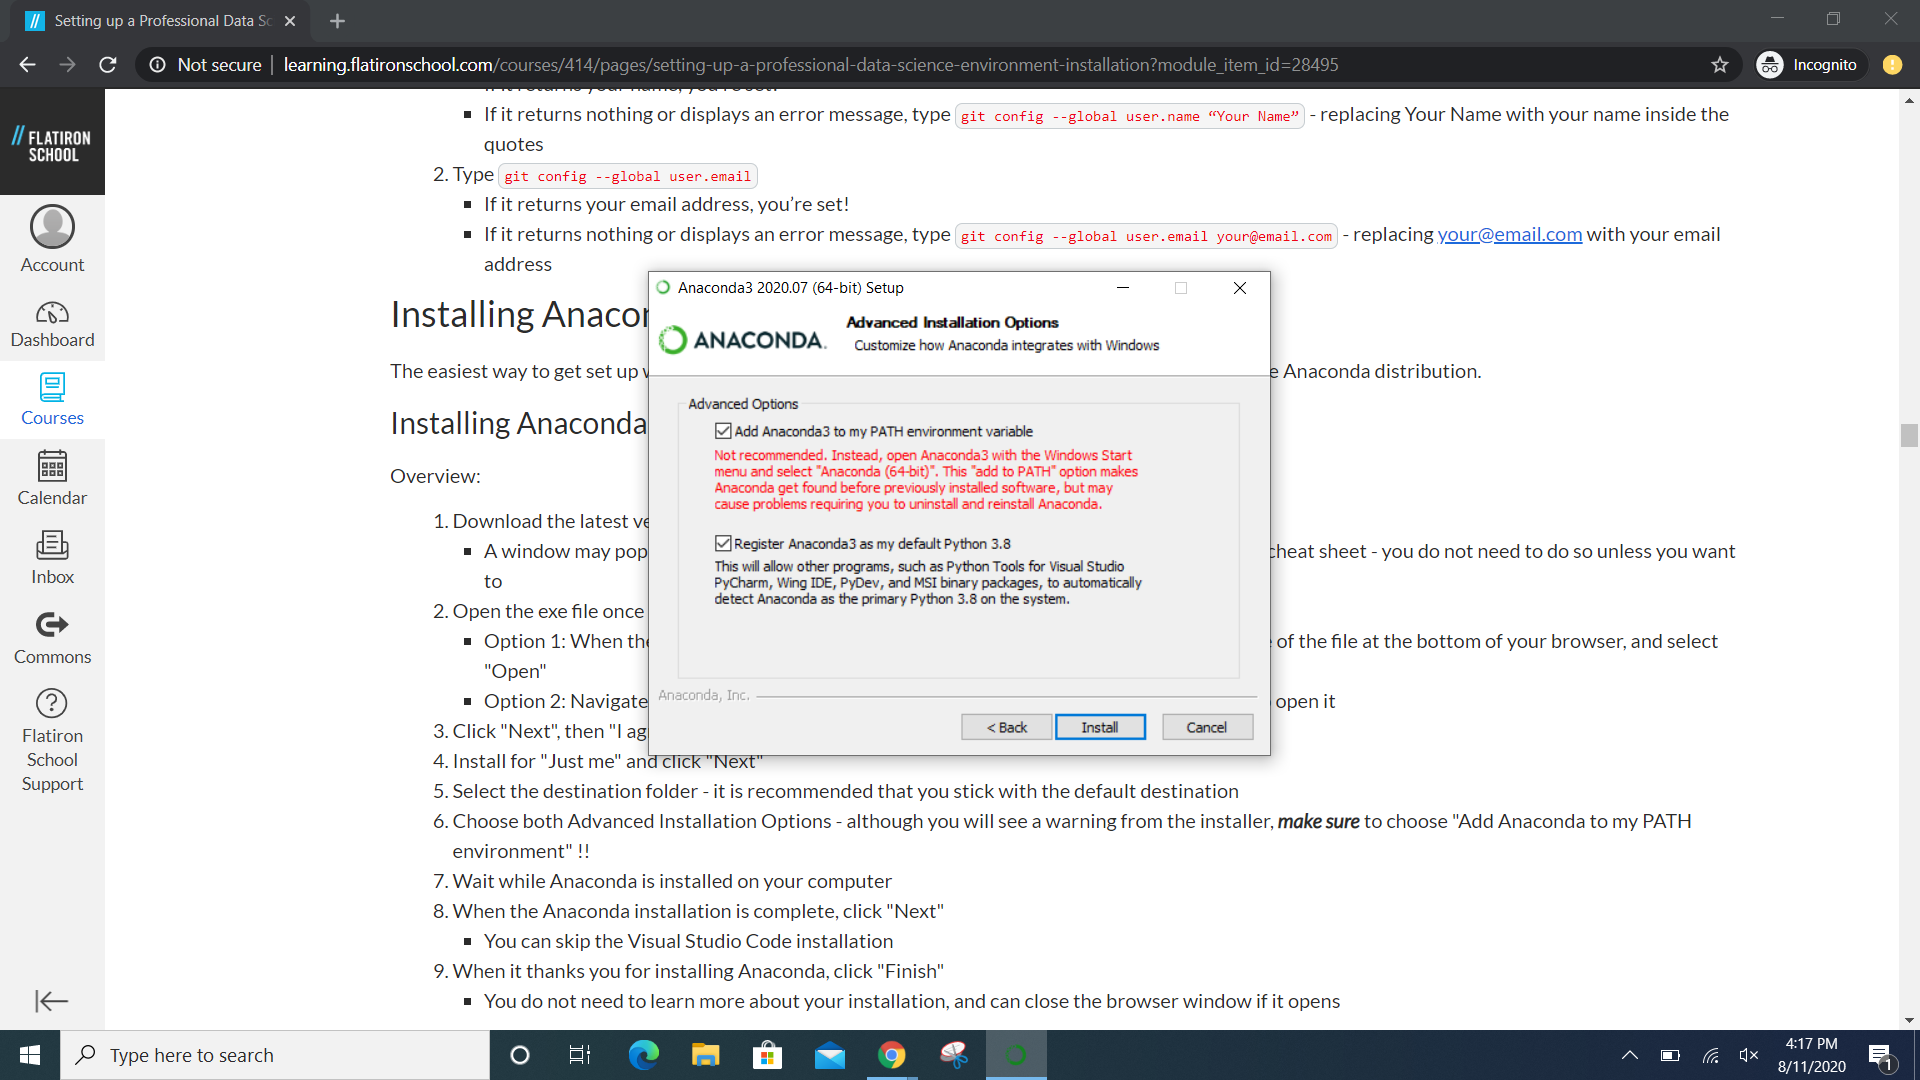 Setting up a Professional Data Sc
Not secure | learning.flatironschool.com/courses/414/pages/setting-up-a-professional-data-science-environment-installation?module_item_id=28495
Incognito
// FLATIRON
SCHOOL
Account
Dashboard
Courses
Calendar
Inbox
Commons
Flatiron
School
Support
▪ If it returns nothing or displays an error message, type git config --global user.name “Your Name” - replacing Your Name with your name inside the
quotes
2. Type git config --global user.email
▪ If it returns your email address, you’re set!
▪ If it returns nothing or displays an error message, type git config --global user.email your@email.com - replacing your@email.com with your email
address
Installing Anacon
The easiest way to get set up
e Anaconda distribution.
Installing Anaconda
Overview:
1. Download the latest ve
▪ A window may pop
cheat sheet - you do not need to do so unless you want
to
2. Open the exe file once
▪ Option 1: When the
of the file at the bottom of your browser, and select
"Open"
▪ Option 2: Navigate
open it
3. Click "Next", then "I ag
4. Install for "Just me" and click "Next"
5. Select the destination folder - it is recommended that you stick with the default destination
6. Choose both Advanced Installation Options - although you will see a warning from the installer, make sure to choose "Add Anaconda to my PATH
environment" !!
7. Wait while Anaconda is installed on your computer
8. When the Anaconda installation is complete, click "Next"
▪ You can skip the Visual Studio Code installation
9. When it thanks you for installing Anaconda, click "Finish"
▪ You do not need to learn more about your installation, and can close the browser window if it opens
Anaconda3 2020.07 (64-bit) Setup
ANACONDA.
Advanced Installation Options
Customize how Anaconda integrates with Windows
Advanced Options
Add Anaconda3 to my PATH environment variable
Not recommended. Instead, open Anaconda3 with the Windows Start
menu and select "Anaconda (64-bit)". This "add to PATH" option makes
Anaconda get found before previously installed software, but may
cause problems requiring you to uninstall and reinstall Anaconda.
Register Anaconda3 as my default Python 3.8
This will allow other programs, such as Python Tools for Visual Studio
PyCharm, Wing IDE, PyDev, and MSI binary packages, to automatically
detect Anaconda as the primary Python 3.8 on the system.
Anaconda, Inc.
< Back
Install
Cancel
Type here to search
4:17 PM
8/11/2020
1